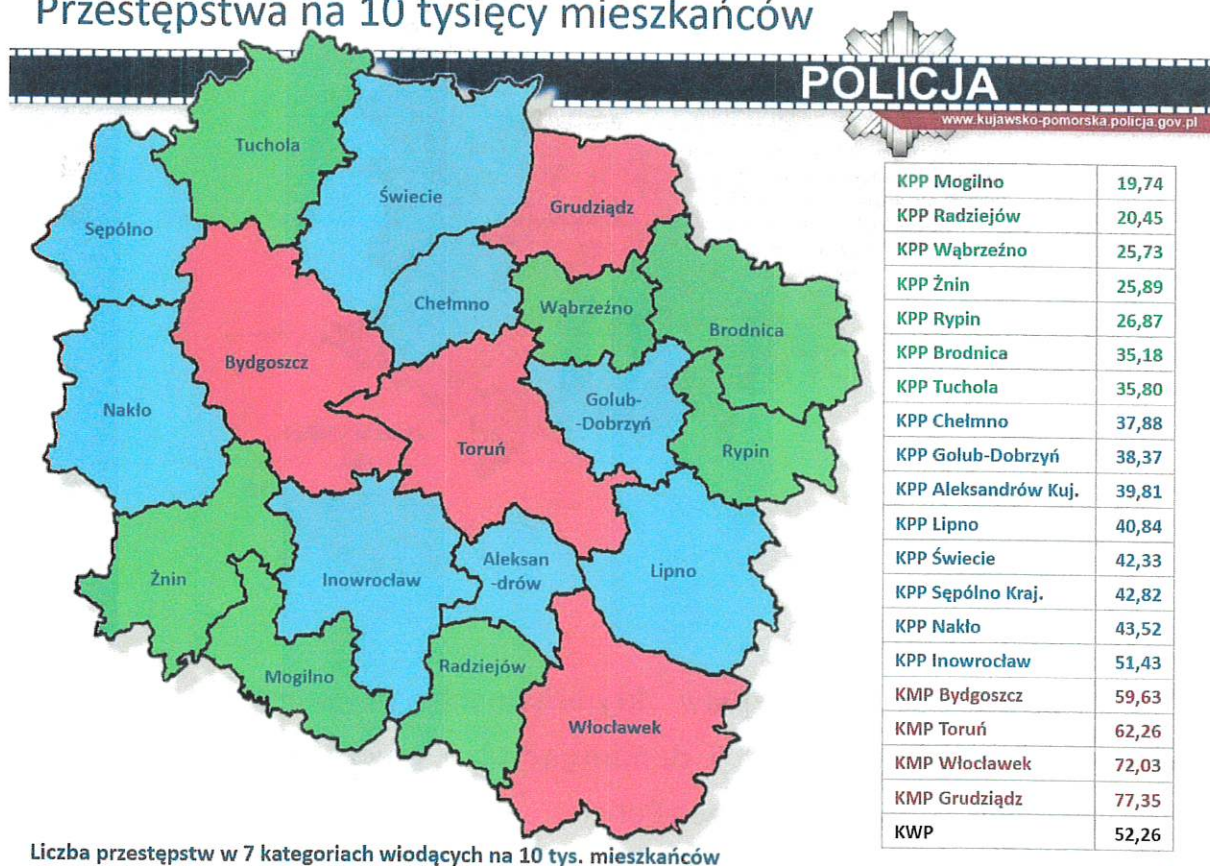 Przestępstwa na 10 tysięcy mieszkańców
POLICJA
www.kujawsko-pomorska.policja.gov.pl
Tuchola
Świecie
Grudziądz
Sępólno
Chełmno
Wąbrzeźno
Brodnica
Bydgoszcz
Nakło
Golub-
-Dobrzyń
Toruń
Rypin
Żnin
Inowrocław
Aleksan
-drów
Lipno
Mogilno
Radziejów
Włocławek
KPP Mogilno 19,74
KPP Radziejów 20,45
KPP Wąbrzeźno 25,73
KPP Żnin 25,89
KPP Rypin 26,87
KPP Brodnica 35,18
KPP Tuchola 35,80
KPP Chełmno 37,88
KPP Golub-Dobrzyń 38,37
KPP Aleksandrów Kuj. 39,81
KPP Lipno 40,84
KPP Świecie 42,33
KPP Sępólno Kraj. 42,82
KPP Nakło 43,52
KPP Inowrocław 51,43
KMP Bydgoszcz 59,63
KMP Toruń 62,26
KMP Włocławek 72,03
KMP Grudziądz 77,35
KWP 52,26
Liczba przestępstw w 7 kategoriach wiodących na 10 tys. mieszkańców